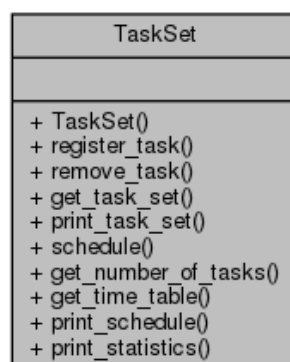 TaskSet
+ TaskSet()
+ register_task()
+ remove_task()
+ get_task_set()
+ print_task_set()
+ schedule()
+ get_number_of_tasks()
+ get_time_table()
+ print_schedule()
+ print_statistics()